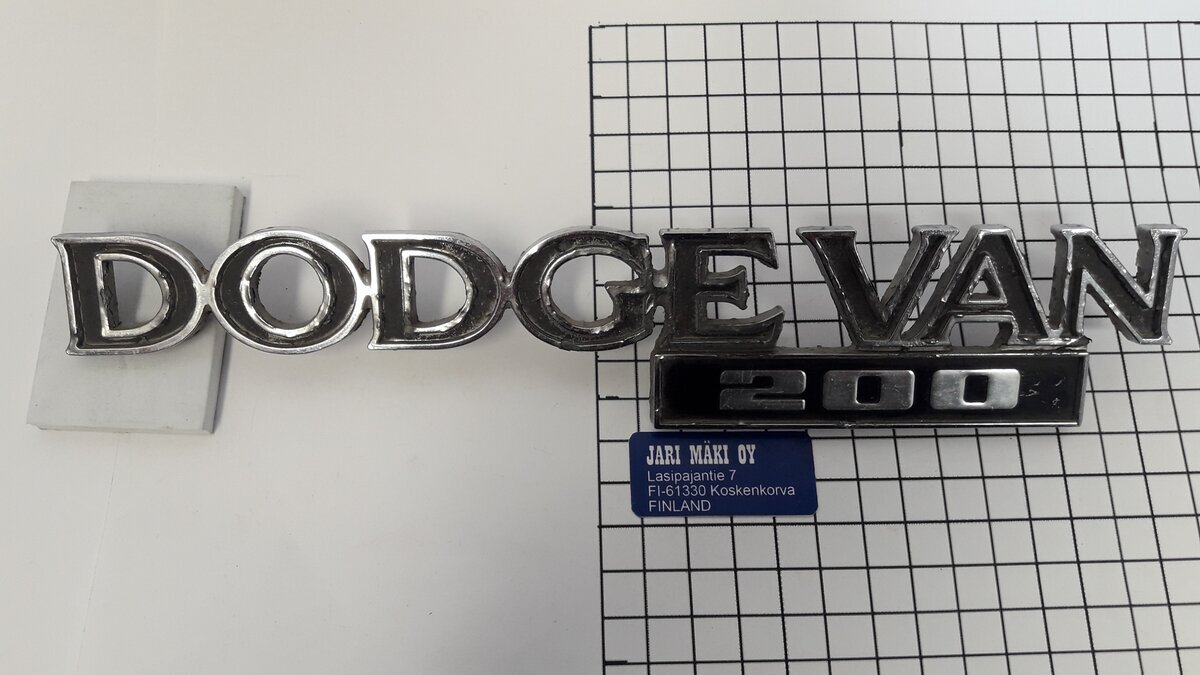 DODGE VAN
200
JARI MÄKI OY
Lasipajantie 7
FI-61330 Koskenkorva
FINLAND